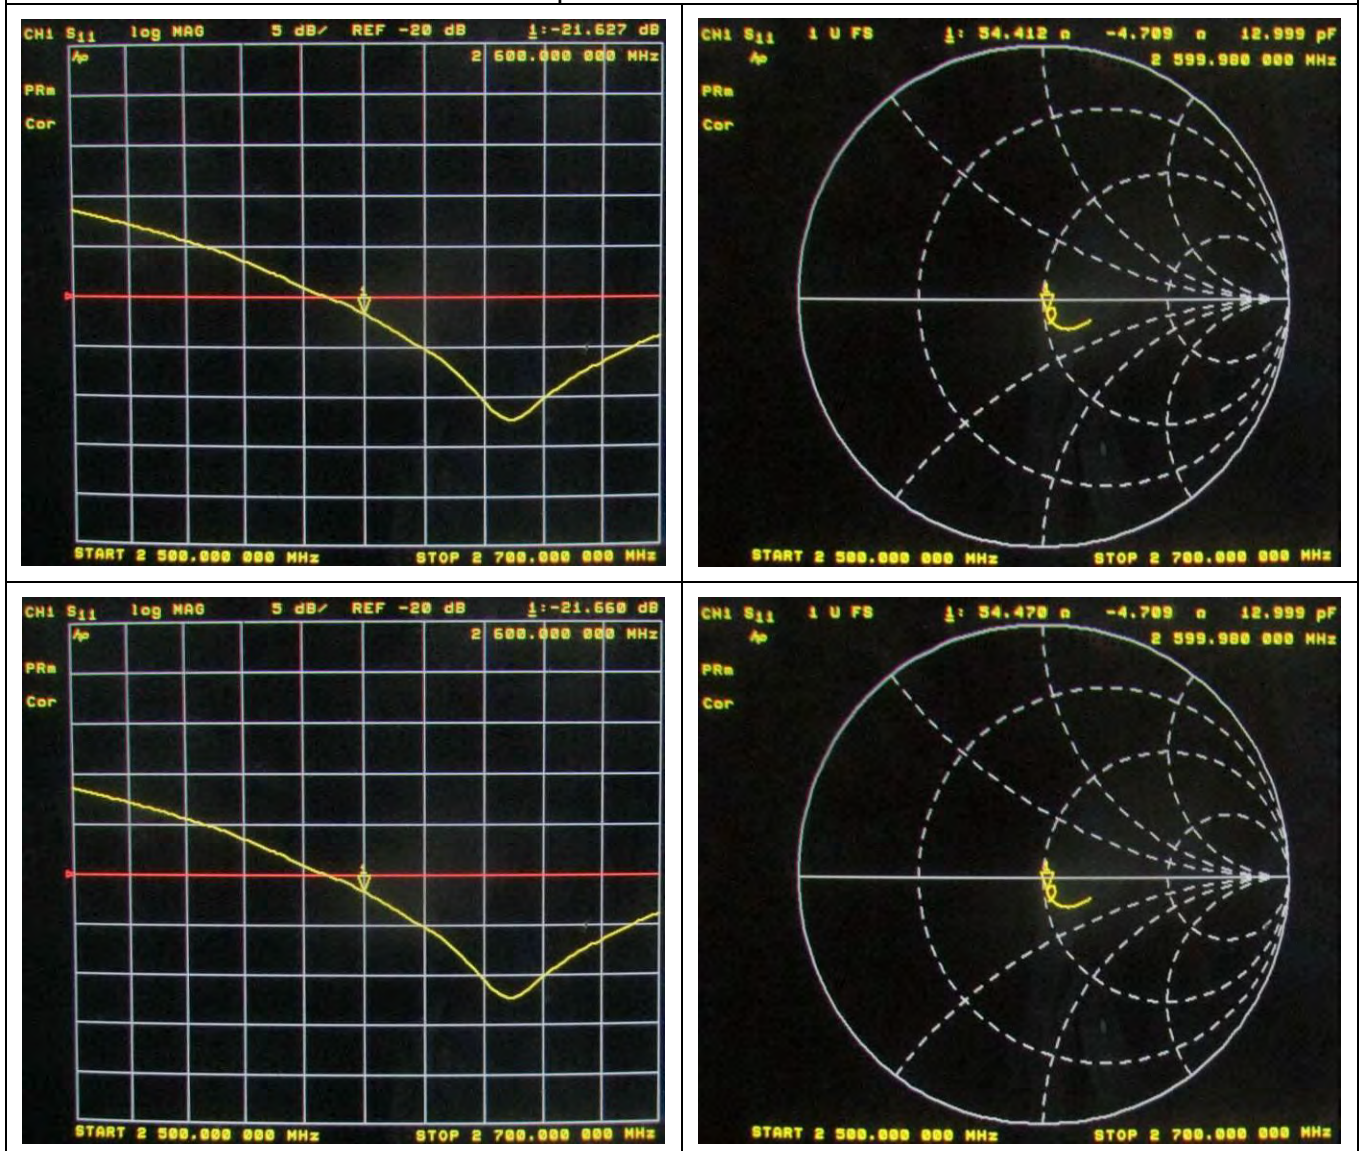 CH1 S11 log MAG 5 dB/ REF -20 dB 1:-21.627 dB
2 600.000 000 MHz
PRm
Cor
1
START 2 500.000 000 MHz STOP 2 700.000 000 MHz
CH1 S11 1 U FS 1: 54.412 Ω -4.709 Ω 12.999 pF
2 599.980 000 MHz
PRm
Cor
1
START 2 500.000 000 MHz STOP 2 700.000 000 MHz
CH1 S11 log MAG 5 dB/ REF -20 dB 1:-21.660 dB
2 600.000 000 MHz
PRm
Cor
1
START 2 500.000 000 MHz STOP 2 700.000 000 MHz
CH1 S11 1 U FS 1: 54.470 Ω -4.709 Ω 12.999 pF
2 599.980 000 MHz
PRm
Cor
1
START 2 500.000 000 MHz STOP 2 700.000 000 MHz